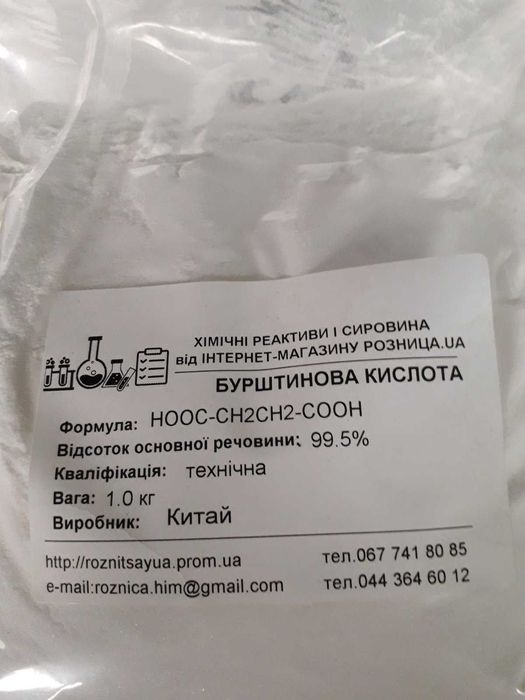 ХІМІЧНІ РЕАКТИВИ І СИРОВИНА
від ІНТЕРНЕТ-МАГАЗИНУ РОЗНИЦА.UA
БУРШТИНОВА КИСЛОТА
Формула: HOOC-CH2CH2-COOH
Відсоток основної речовини: 99.5%
Кваліфікація: технічна
Вага: 1.0 кг
Виробник: Китай
http://roznitsayua.prom.ua тел.067 741 80 85
e-mail:roznica.him@gmail.com тел.044 364 60 12